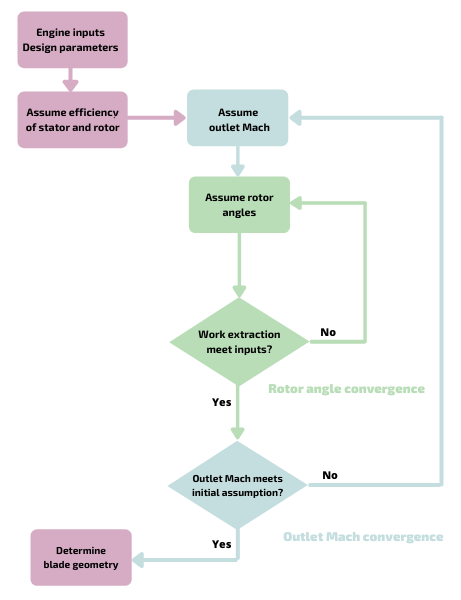 Engine inputs
Design parameters
Assume efficiency
of stator and rotor
Assume
outlet Mach
Assume rotor
angles
Work extraction
meet inputs?
No
Rotor angle convergence
Yes
Outlet Mach meets
initial assumption?
No
Outlet Mach convergence
Yes
Determine
blade geometry